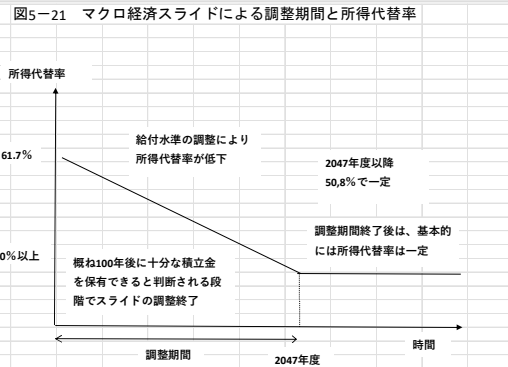 図5－21　マクロ経済スライドによる調整期間と所得代替率
所得代替率
給付水準の調整により
所得代替率が低下
61.7%
2047年度以降
50,8%で一定
調整期間終了後は、基本的
には所得代替率は一定
0%以上
概ね100年後に十分な積立金
を保有できると判断される段
階でスライドの調整終了
時間
調整期間
2047年度